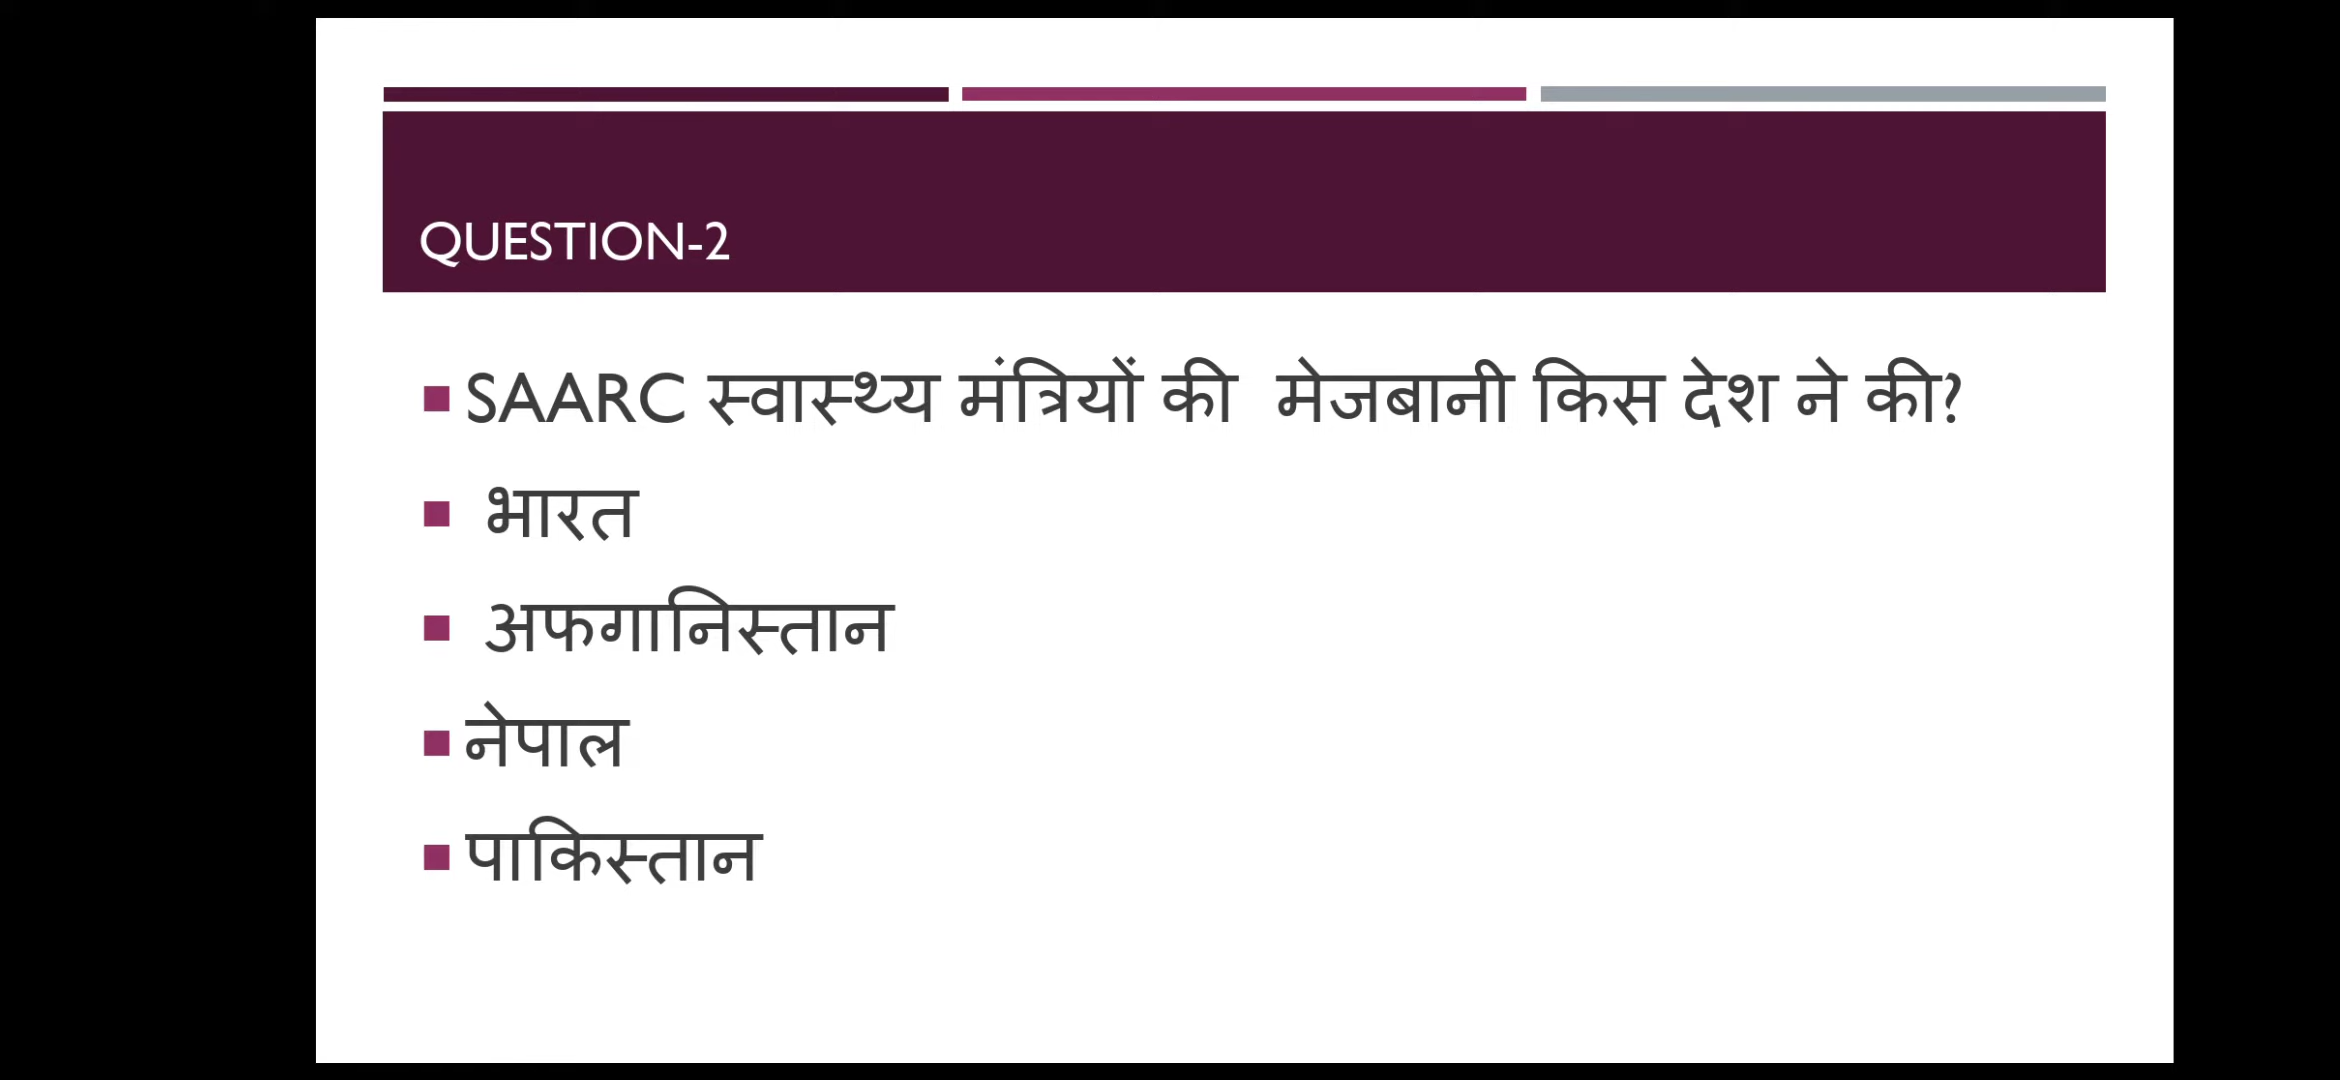 QUESTION-2
SAARC स्वास्थ्य मंत्रियों की मेजबानी किस देश ने की?
भारत
अफगानिस्तान
नेपाल
पाकिस्तान